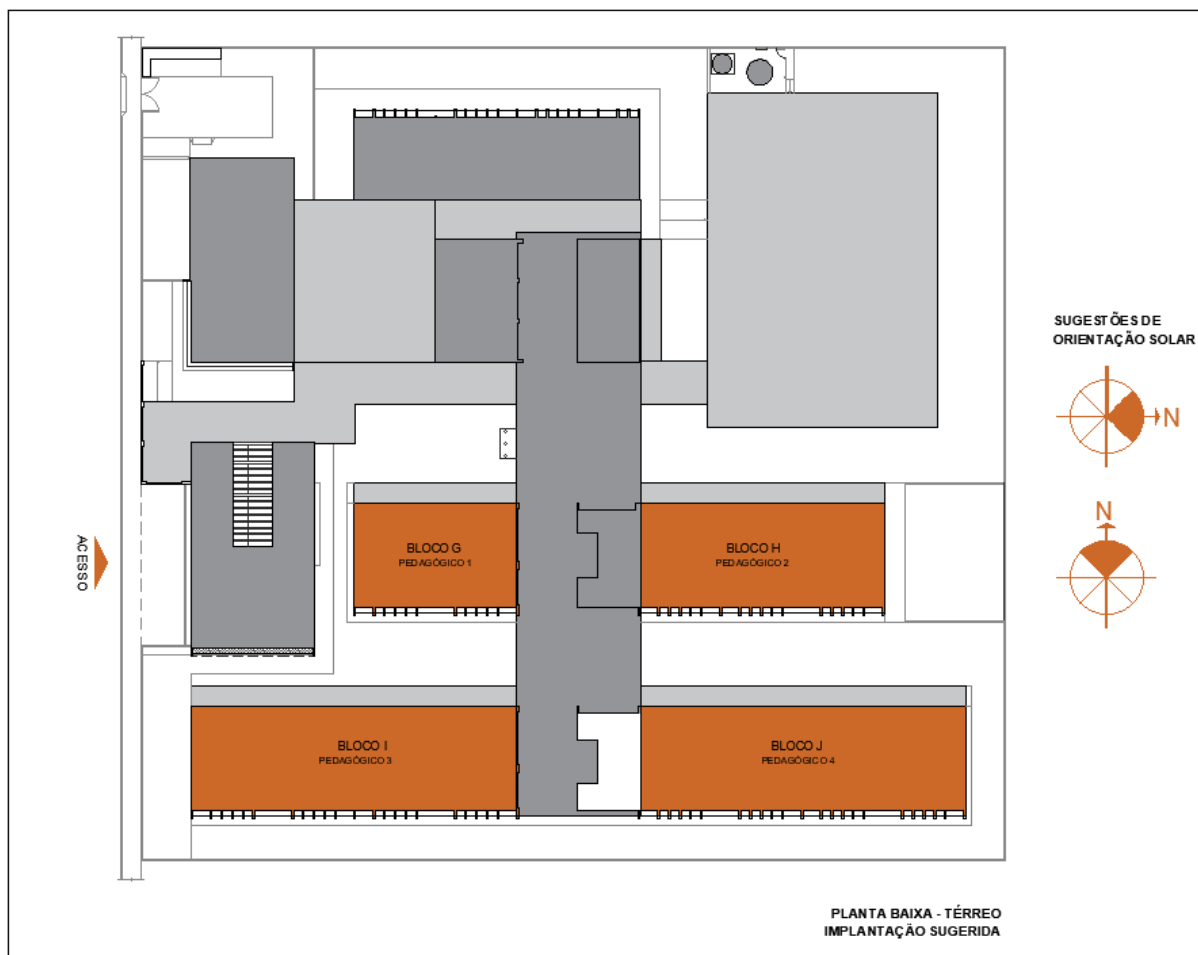 SUGESTÕES DE
ORIENTAÇÃO SOLAR
N
N
ACESSO
BLOCO G
PEDAGÓGICO 1
BLOCO H
PEDAGÓGICO 2
BLOCO I
PEDAGÓGICO 3
BLOCO J
PEDAGÓGICO 4
PLANTA BAIXA - TÉRREO
IMPLANTAÇÃO SUGERIDA